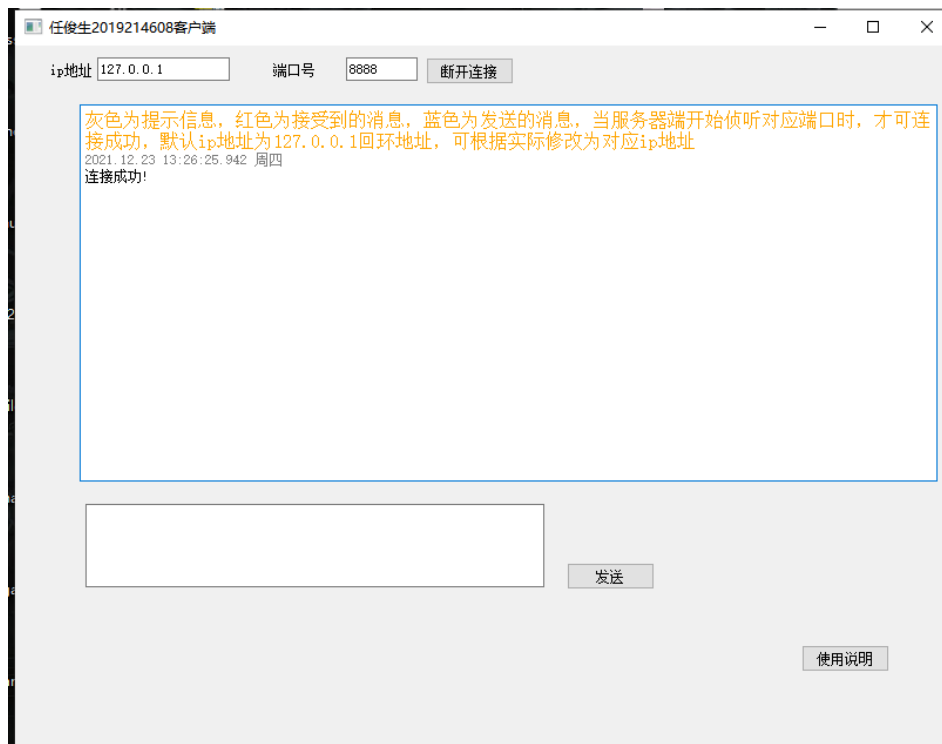 任俊生2019214608客户端
ip地址 127.0.0.1 端口号 8888 断开连接
灰色为提示信息，红色为接受到的消息，蓝色为发送的消息，当服务器端开始侦听对应端口时，才可连
接成功，默认ip地址为127.0.0.1回环地址，可根据实际修改为对应ip地址
2021.12.23 13:26:25.942 周四
连接成功!
发送
使用说明